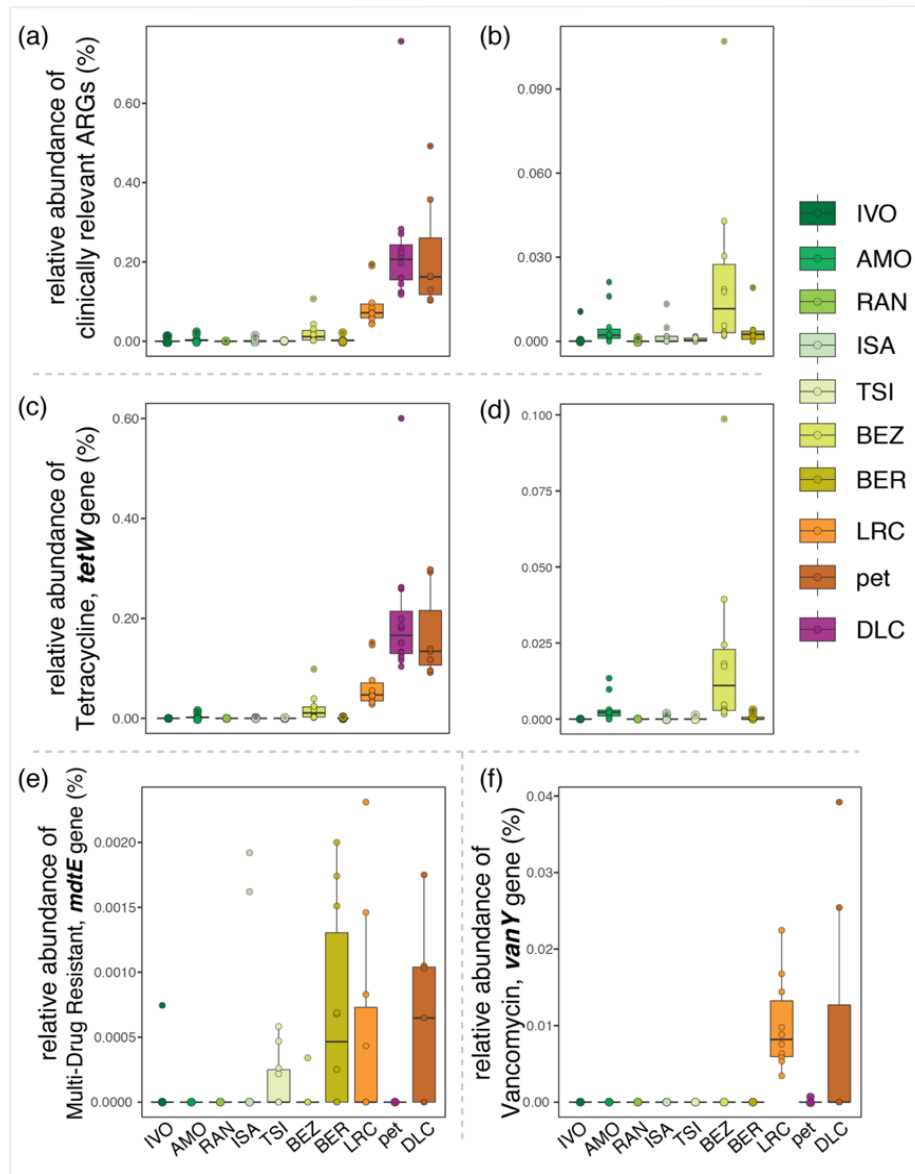 (a)
relative abundance of
clinically relevant ARGs (%)
0.60
0.40
0.20
0.00
(b)
0.090
0.060
0.030
0.000
(c)
relative abundance of
Tetracycline, tetW gene (%)
0.60
0.40
0.20
0.00
(d)
0.100
0.075
0.050
0.025
0.000
IVO
AMO
RAN
ISA
TSI
BEZ
BER
LRC
pet
DLC
(e)
relative abundance of
Multi-Drug Resistant, mdtE gene (%)
0.0020
0.0015
0.0010
0.0005
0.0000
IVO
AMO
RAN
ISA
TSI
BEZ
BER
LRC
pet
DLC
(f)
relative abundance of
Vancomycin, vanY gene (%)
0.04
0.03
0.02
0.01
0.00
IVO
AMO
RAN
ISA
TSI
BEZ
BER
LRC
pet
DLC